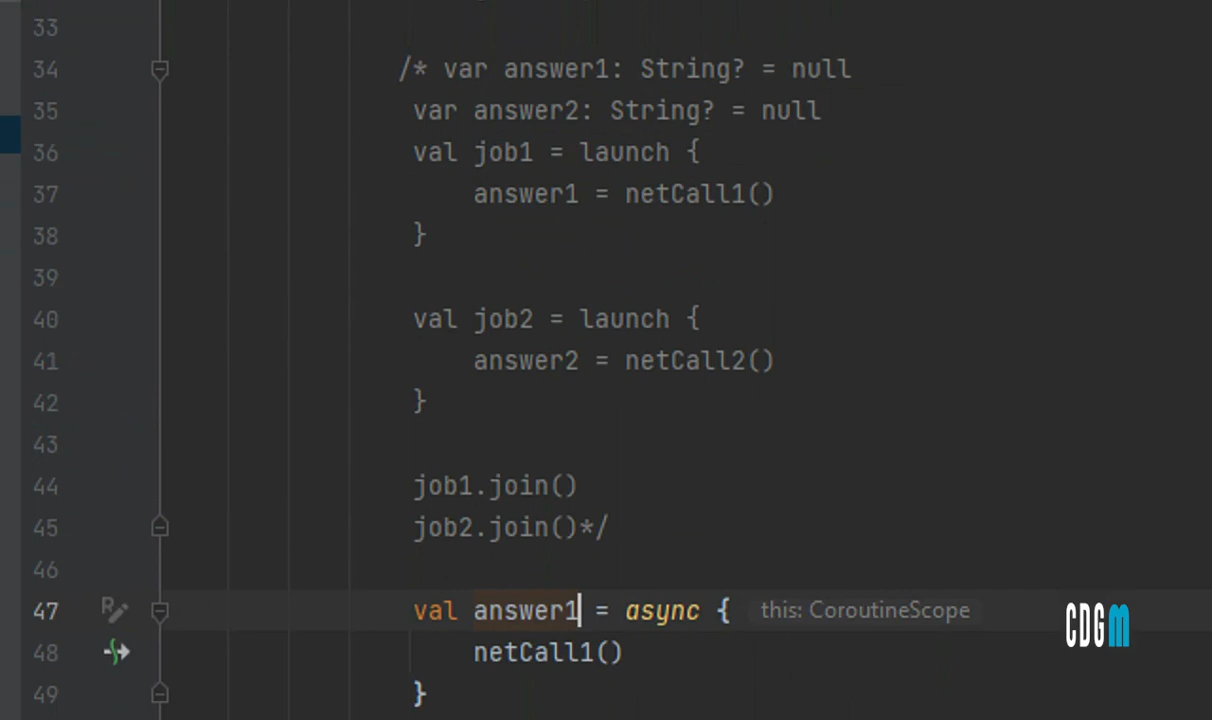 33
34 /* var answer1: String? = null
35 var answer2: String? = null
36 val job1 = launch {
37 answer1 = netCall1()
38 }
39
40 val job2 = launch {
41 answer2 = netCall2()
42 }
43
44 job1.join()
45 job2.join()*/
46
47 val answer1 = async { this: CoroutineScope
48 netCall1()
49 }
CDGM